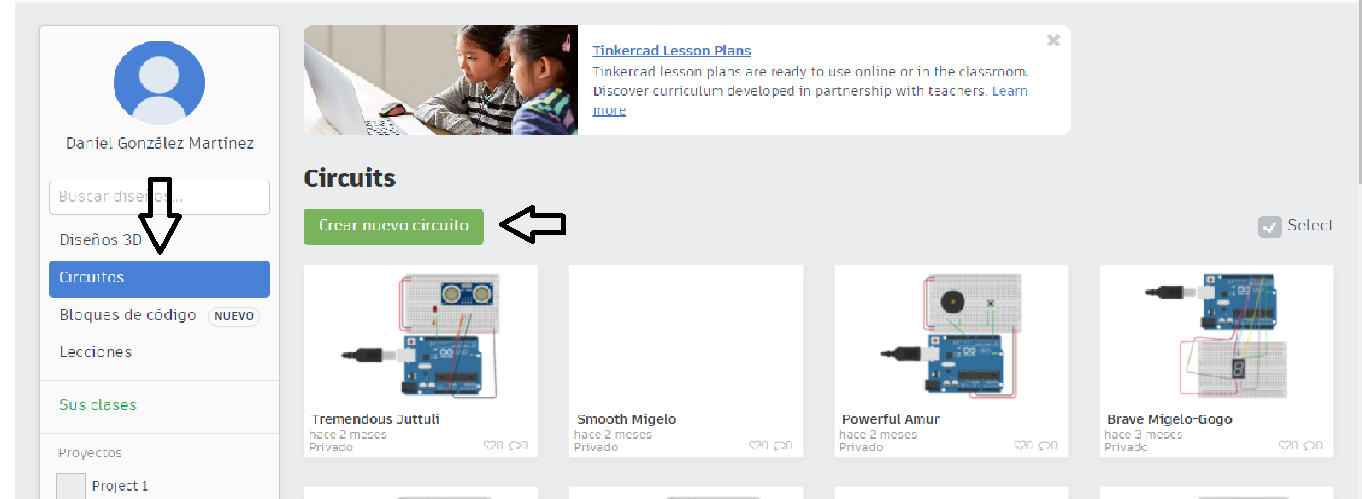 Tinkercad Lesson Plans
Tinkercad lesson plans are ready to use online or in the classroom.
Discover curriculum developed in partnership with teachers. Learn
more
Daniel González Martinez
Buscar diseños...
Diseños 3D
Circuitos
Bloques de código NUEVO
Lecciones
Sus clases
Proyectos
Project 1
Circuits
Crear nuevo circuito
Select
Tremendous Juttuli
hace 2 meses
Privado
0 0
Smooth Migelo
hace 2 meses
Privado
0 0
Powerful Amur
hace 2 meses
Privado
0 0
Brave Migelo-Gogo
hace 3 meses
Privado
0 0